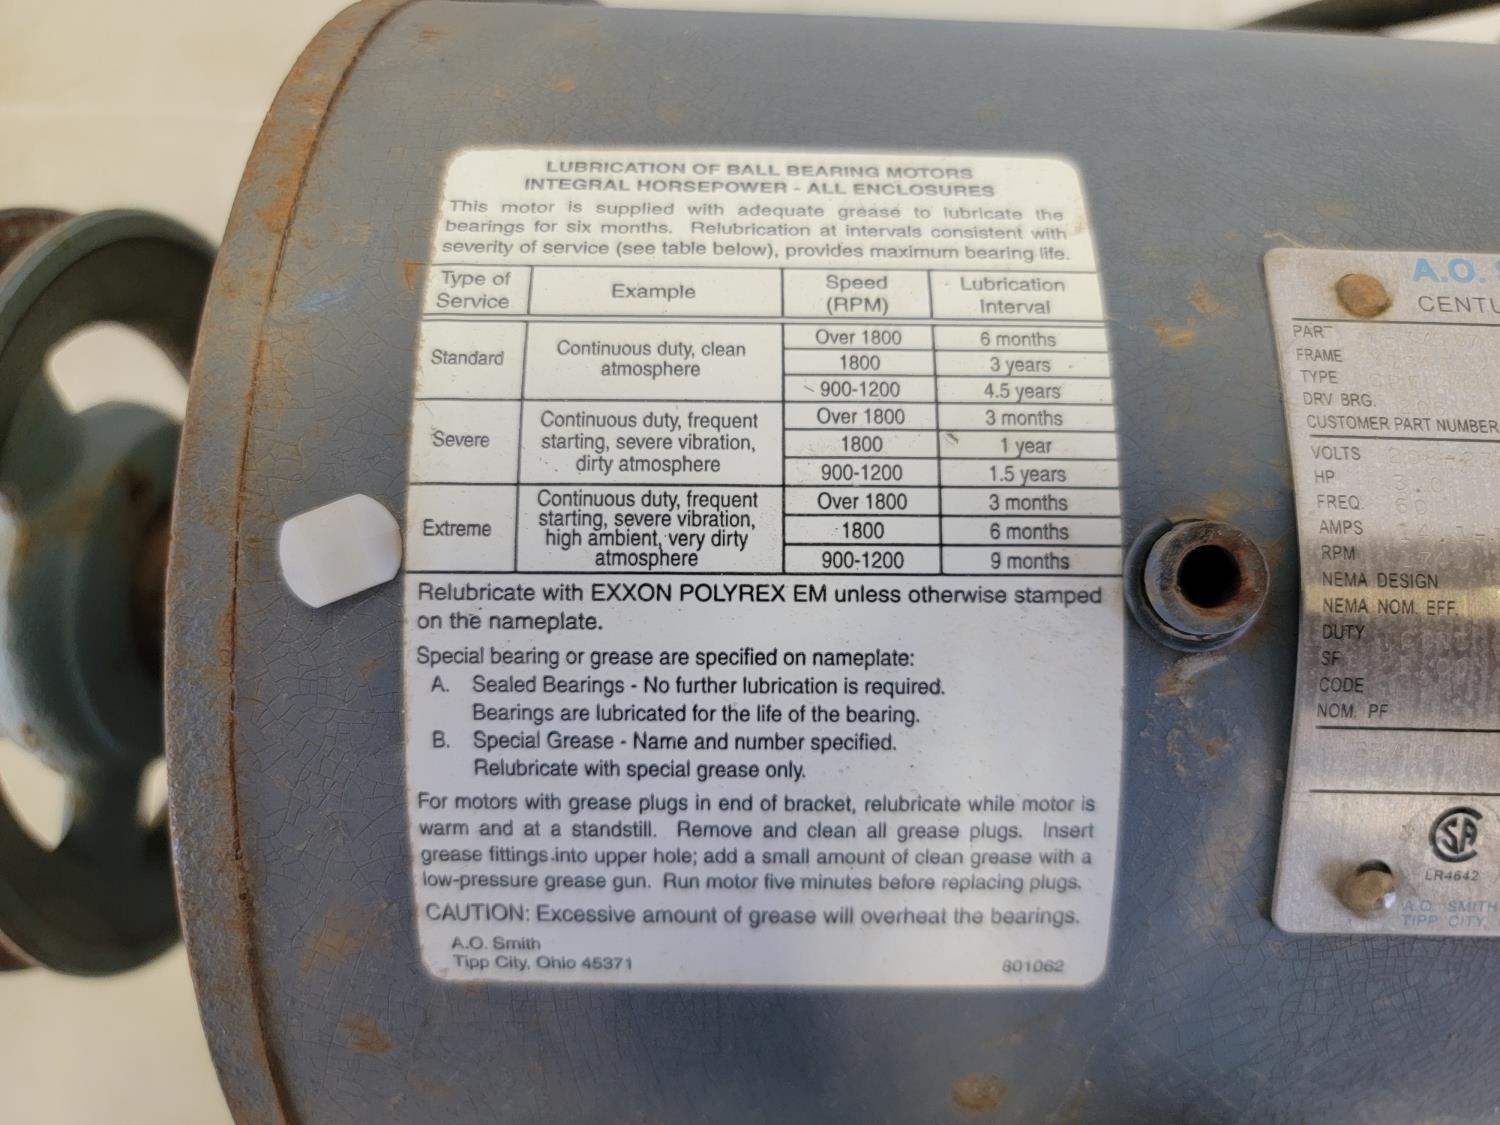 LUBRICATION OF BALL BEARING MOTORS
INTEGRAL HORSEPOWER - ALL ENCLOSURES
This motor is supplied with adequate grease to lubricate the
bearings for six months. Relubrication at intervals consistent with
severity of service (see table below), provides maximum bearing life.
Type of Service Example Speed (RPM) Lubrication Interval
Standard Continuous duty, clean atmosphere
Over 1800 6 months
1800 3 years
900-1200 4.5 years
Severe Continuous duty, frequent starting, severe vibration, dirty atmosphere
Over 1800 3 months
1800 1 year
900-1200 1.5 years
Extreme Continuous duty, frequent starting, severe vibration, high ambient, very dirty atmosphere
Over 1800 3 months
1800 6 months
900-1200 9 months
Relubricate with EXXON POLYREX EM unless otherwise stamped
on the nameplate.
Special bearing or grease are specified on nameplate:
A. Sealed Bearings - No further lubrication is required.
Bearings are lubricated for the life of the bearing.
B. Special Grease - Name and number specified.
Relubricate with special grease only.
For motors with grease plugs in end of bracket, relubricate while motor is
warm and at a standstill. Remove and clean all grease plugs. Insert
grease fittings into upper hole; add a small amount of clean grease with a
low-pressure grease gun. Run motor five minutes before replacing plugs.
CAUTION: Excessive amount of grease will overheat the bearings.
A.O. Smith
Tipp City, Ohio 45371
801062
A.O.
CENTU
PART
FRAME
TYPE
DRV BRG.
CUSTOMER PART NUMBER
VOLTS
HP 3.0
FREQ. 60
AMPS
RPM
NEMA DESIGN
NEMA NOM. EFF.
DUTY
SF
CODE
NOM. PF
LR4642
A.O. SMITH
TIPP CITY,